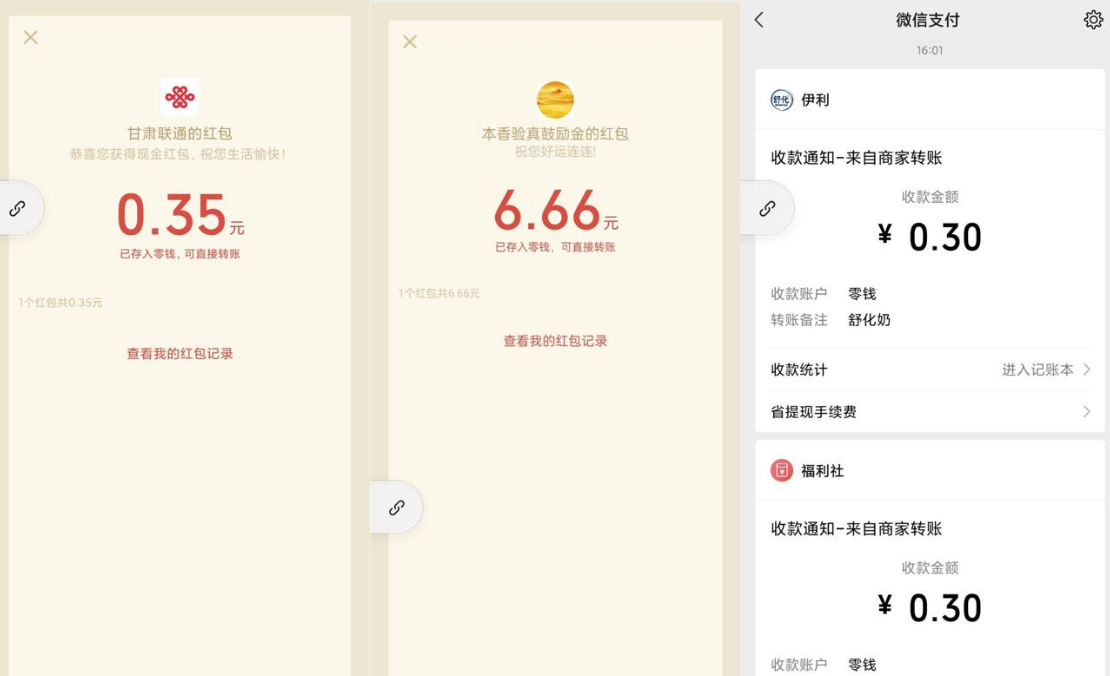 甘肃联通的红包
恭喜您获得现金红包，祝您生活愉快！
0.35元
已存入零钱，可直接转账
1个红包共0.35元
查看我的红包记录
本香验真鼓励金的红包
祝您好运连连！
6.66元
已存入零钱，可直接转账
1个红包共6.66元
查看我的红包记录
微信支付
16:01
舒化
伊利
收款通知-来自商家转账
收款金额
¥ 0.30
收款账户 零钱
转账备注 舒化奶
收款统计 进入记账本
省提现手续费
福利社
收款通知-来自商家转账
收款金额
¥ 0.30
收款账户 零钱